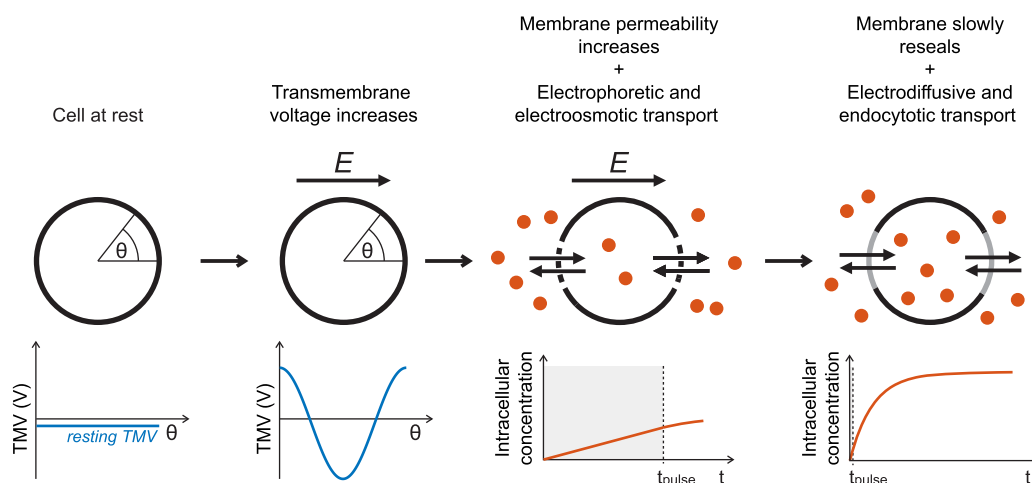 Cell at rest
Transmembrane
voltage increases
Membrane permeability
increases
+
Electrophoretic and
electroosmotic transport
Membrane slowly
reseals
+
Electrodiffusive and
endocytotic transport
E
E
θ
θ
TMV (V)
resting TMV
θ
TMV (V)
θ
Intracellular
concentration
tpulse
t
Intracellular
concentration
tpulse
t